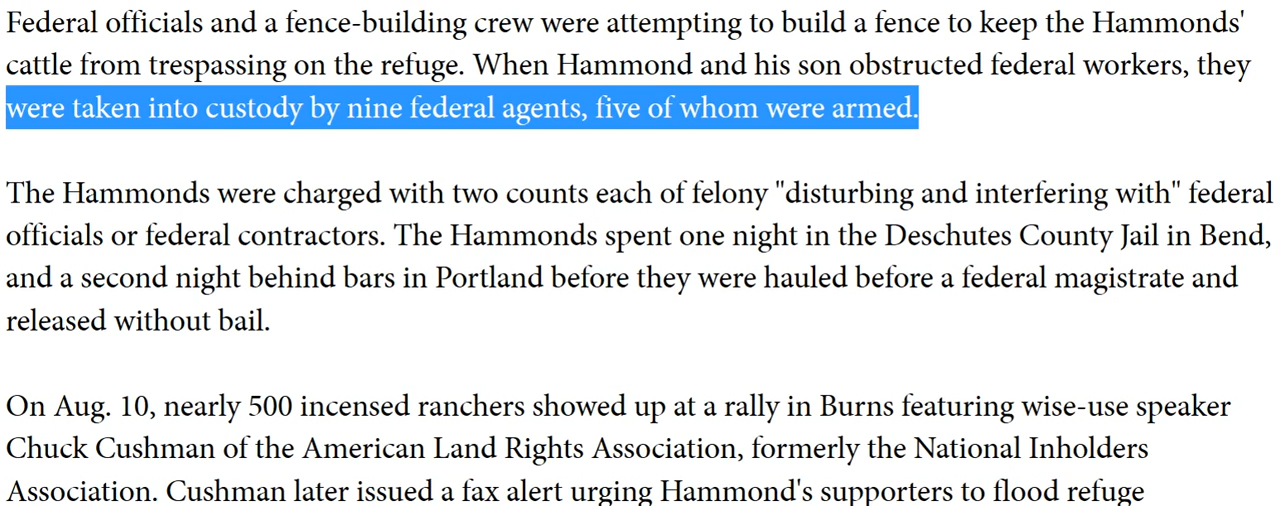 Federal officials and a fence-building crew were attempting to build a fence to keep the Hammonds'
cattle from trespassing on the refuge. When Hammond and his son obstructed federal workers, they
were taken into custody by nine federal agents, five of whom were armed.
The Hammonds were charged with two counts each of felony "disturbing and interfering with" federal
officials or federal contractors. The Hammonds spent one night in the Deschutes County Jail in Bend,
and a second night behind bars in Portland before they were hauled before a federal magistrate and
released without bail.
On Aug. 10, nearly 500 incensed ranchers showed up at a rally in Burns featuring wise-use speaker
Chuck Cushman of the American Land Rights Association, formerly the National Inholders
Association. Cushman later issued a fax alert urging Hammond's supporters to flood refuge